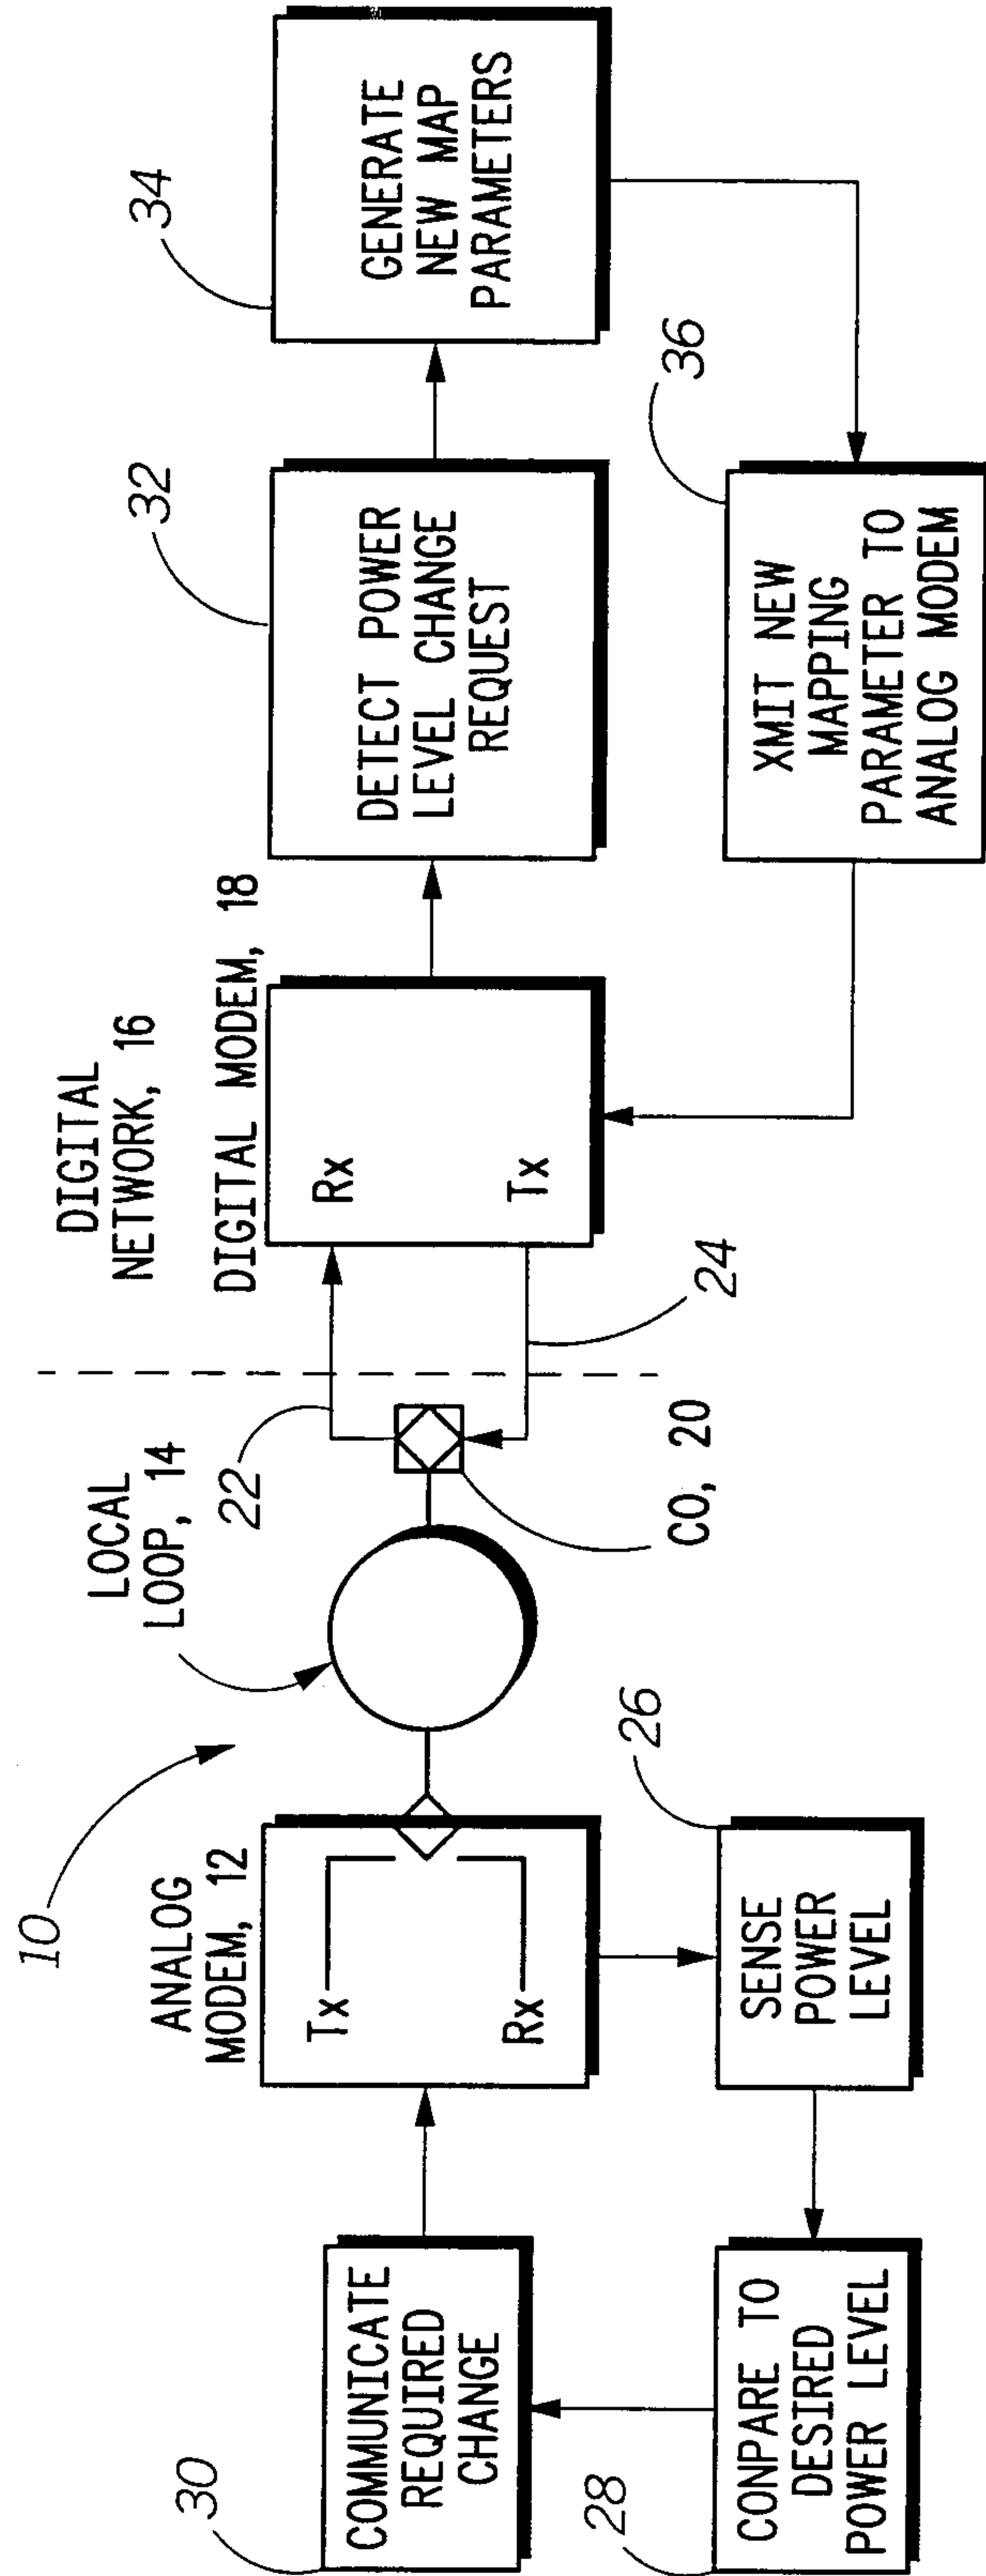 10
LOCAL
LOOP, 14
DIGITAL
NETWORK, 16
ANALOG
MODEM, 12
22
DIGITAL MODEM, 18
32
34
30
COMMUNICATE
REQUIRED
CHANGE
Tx
Rx
Rx
Tx
DETECT POWER
LEVEL CHANGE
REQUEST
GENERATE
NEW MAP
PARAMETERS
28
CONPARE TO
DESIRED
POWER LEVEL
26
SENSE
POWER
LEVEL
CO, 20
24
36
XMIT NEW
MAPPING
PARAMETER TO
ANALOG MODEM